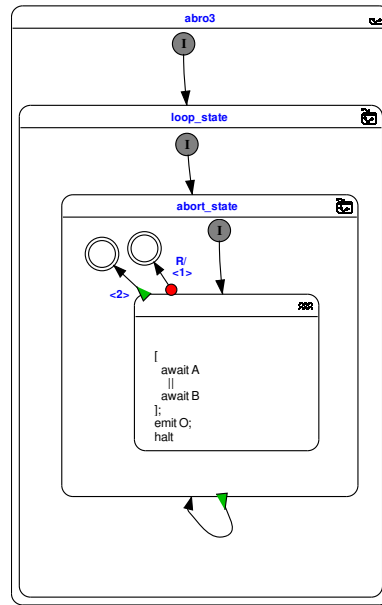 abro3
I
loop_state
I
abort_state
I
R/
<1>
<2>
[
await A
||
await B
];
emit O;
halt